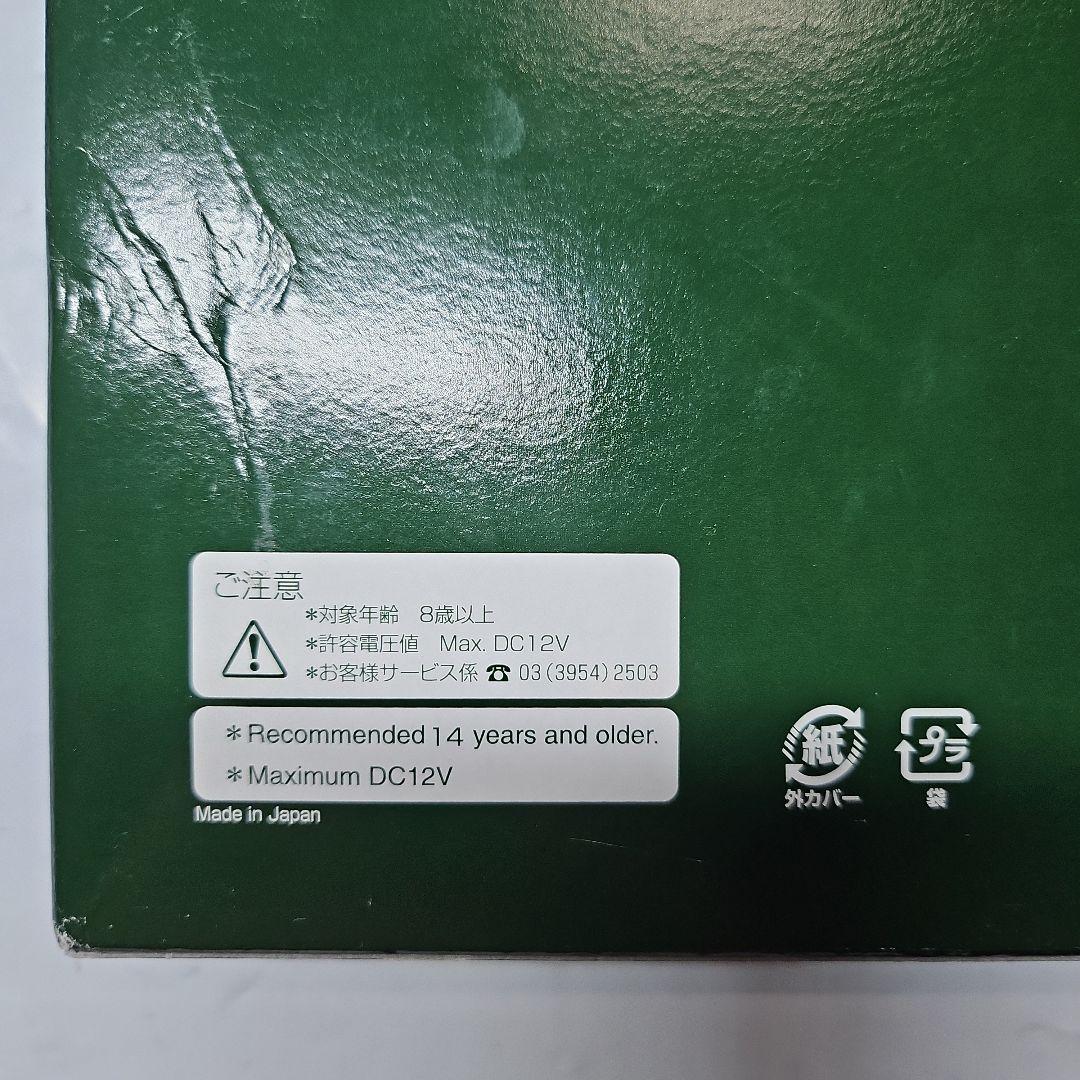 ご注意
*対象年齢 8歳以上
*許容電圧値 Max. DC12V
*お客様サービス係 ☎ 03(3954)2503
*Recommended 14 years and older.
*Maximum DC12V
Made in Japan
紙
外カバー
プラ
袋